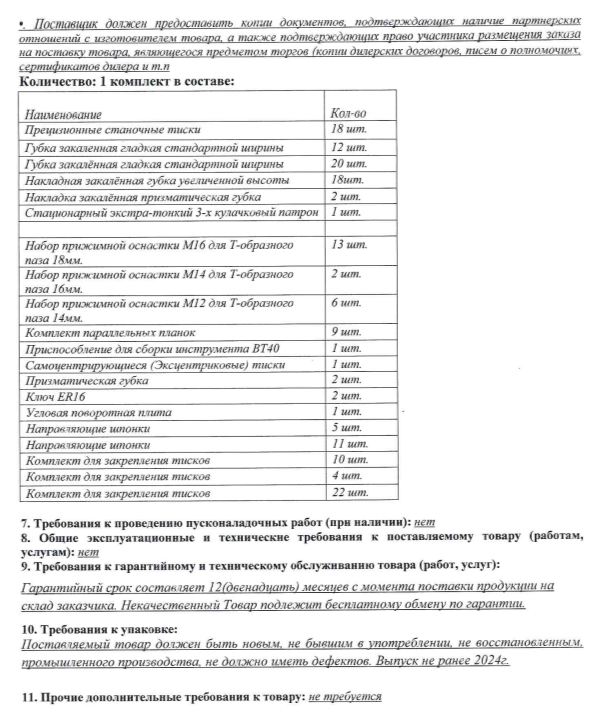 •. Поставщик должен предоставить копии документов, подтверждающих наличие партнерских
отношений с изготовителем товара, а также подтверждающих право участника размещения заказа
на поставку товара, являющегося предметом торгов (копии дилерских договоров, писем о полномочиях,
сертификатов дилера и т.п
Количество: 1 комплект в составе:
Наименование Кол-во
Прецизионные станочные тиски 18 шт.
Губка закаленная гладкая стандартной ширины 12 шт.
Губка закалённая гладкая стандартной ширины 20 шт.
Накладная закалённая губка увеличенной высоты 18шт.
Накладка закалённая призматическая губка 2 шт.
Стационарный экстра-тонкий 3-х кулачковый патрон 1 шт.
Набор прижимной оснастки М16 для Т-образного 13 шт.
паза 18мм.
Набор прижимной оснастки М14 для Т-образного 2 шт.
паза 16мм.
Набор прижимной оснастки М12 для Т-образного 6 шт.
паза 14мм.
Комплект параллельных планок 9 шт.
Приспособление для сборки инструмента ВТ40 1 шт.
Самоцентрирующиеся (Эксцентриковые) тиски 1 шт.
Призматическая губка 2 шт.
Ключ ER16 2 шт.
Угловая поворотная плита 1 шт.
Направляющие шпонки 5 шт.
Направляющие шпонки 11 шт.
Комплект для закрепления тисков 10 шт.
Комплект для закрепления тисков 4 шт.
Комплект для закрепления тисков 22 шт.
7. Требования к проведению пусконаладочных работ (при наличии): нет
8. Общие эксплуатационные и технические требования к поставляемому товару (работам,
услугам): нет
9. Требования к гарантийному и техническому обслуживанию товара (работ, услуг):
Гарантийный срок составляет 12(двенадцать) месяцев с момента поставки продукции на
склад заказчика. Некачественный Товар подлежит бесплатному обмену по гарантии.
10. Требования к упаковке:
Поставляемый товар должен быть новым, не бывшим в употреблении, не восстановленным,
промышленного производства, не должно иметь дефектов. Выпуск не ранее 2024г.
11. Прочие дополнительные требования к товару: не требуется